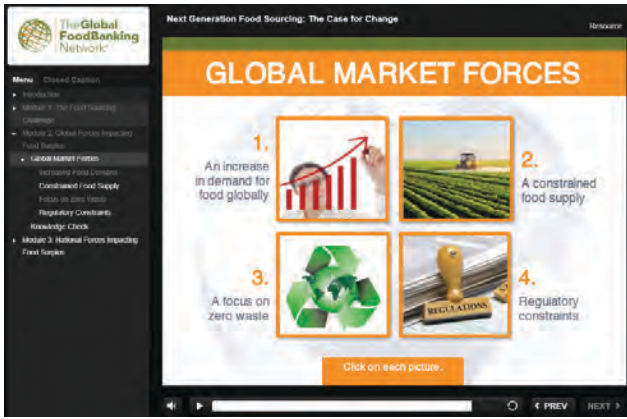 The Global
FoodBanking
Network
Next Generation Food Sourcing: The Case for Change
Resource
Menu Closed Caption
Introduction
Module 1: The Food Sourcing
Challenge
Module 2: Global Forces Impacting
Food Surplus
Global Market Forces
Increasing Food Demand
Constrained Food Supply
Focus on Zero Waste
Regulatory Constraints
Knowledge Check
Module 3: National Forces Impacting
Food Surplus
GLOBAL MARKET FORCES
1.
An increase
in demand for
food globally
2.
A constrained
food supply
3.
A focus on
zero waste
REGULATIONS
4.
Regulatory
constraints
Click on each picture.
< PREV
NEXT >